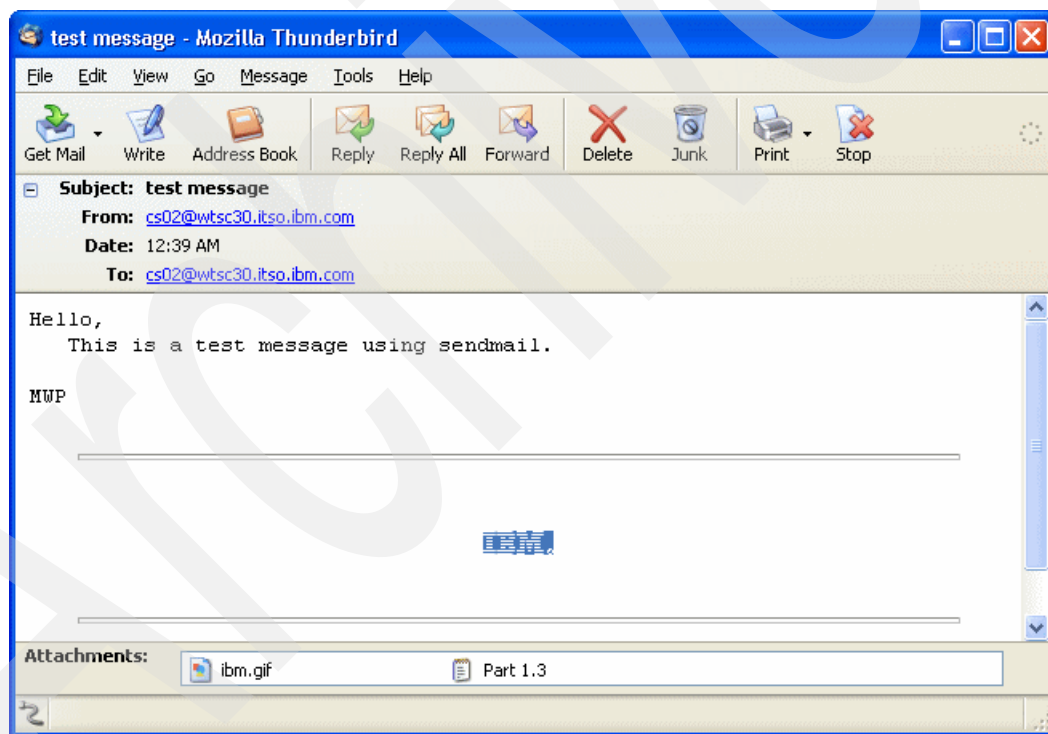 test message - Mozilla Thunderbird
File Edit View Go Message Tools Help
Get Mail Write Address Book Reply Reply All Forward Delete Junk Print Stop
Subject: test message
From: cs02@wtsc30.itso.ibm.com
Date: 12:39 AM
To: cs02@wtsc30.itso.ibm.com
Hello,
This is a test message using sendmail.
MWP
IBM
Attachments: ibm.gif Part 1.3